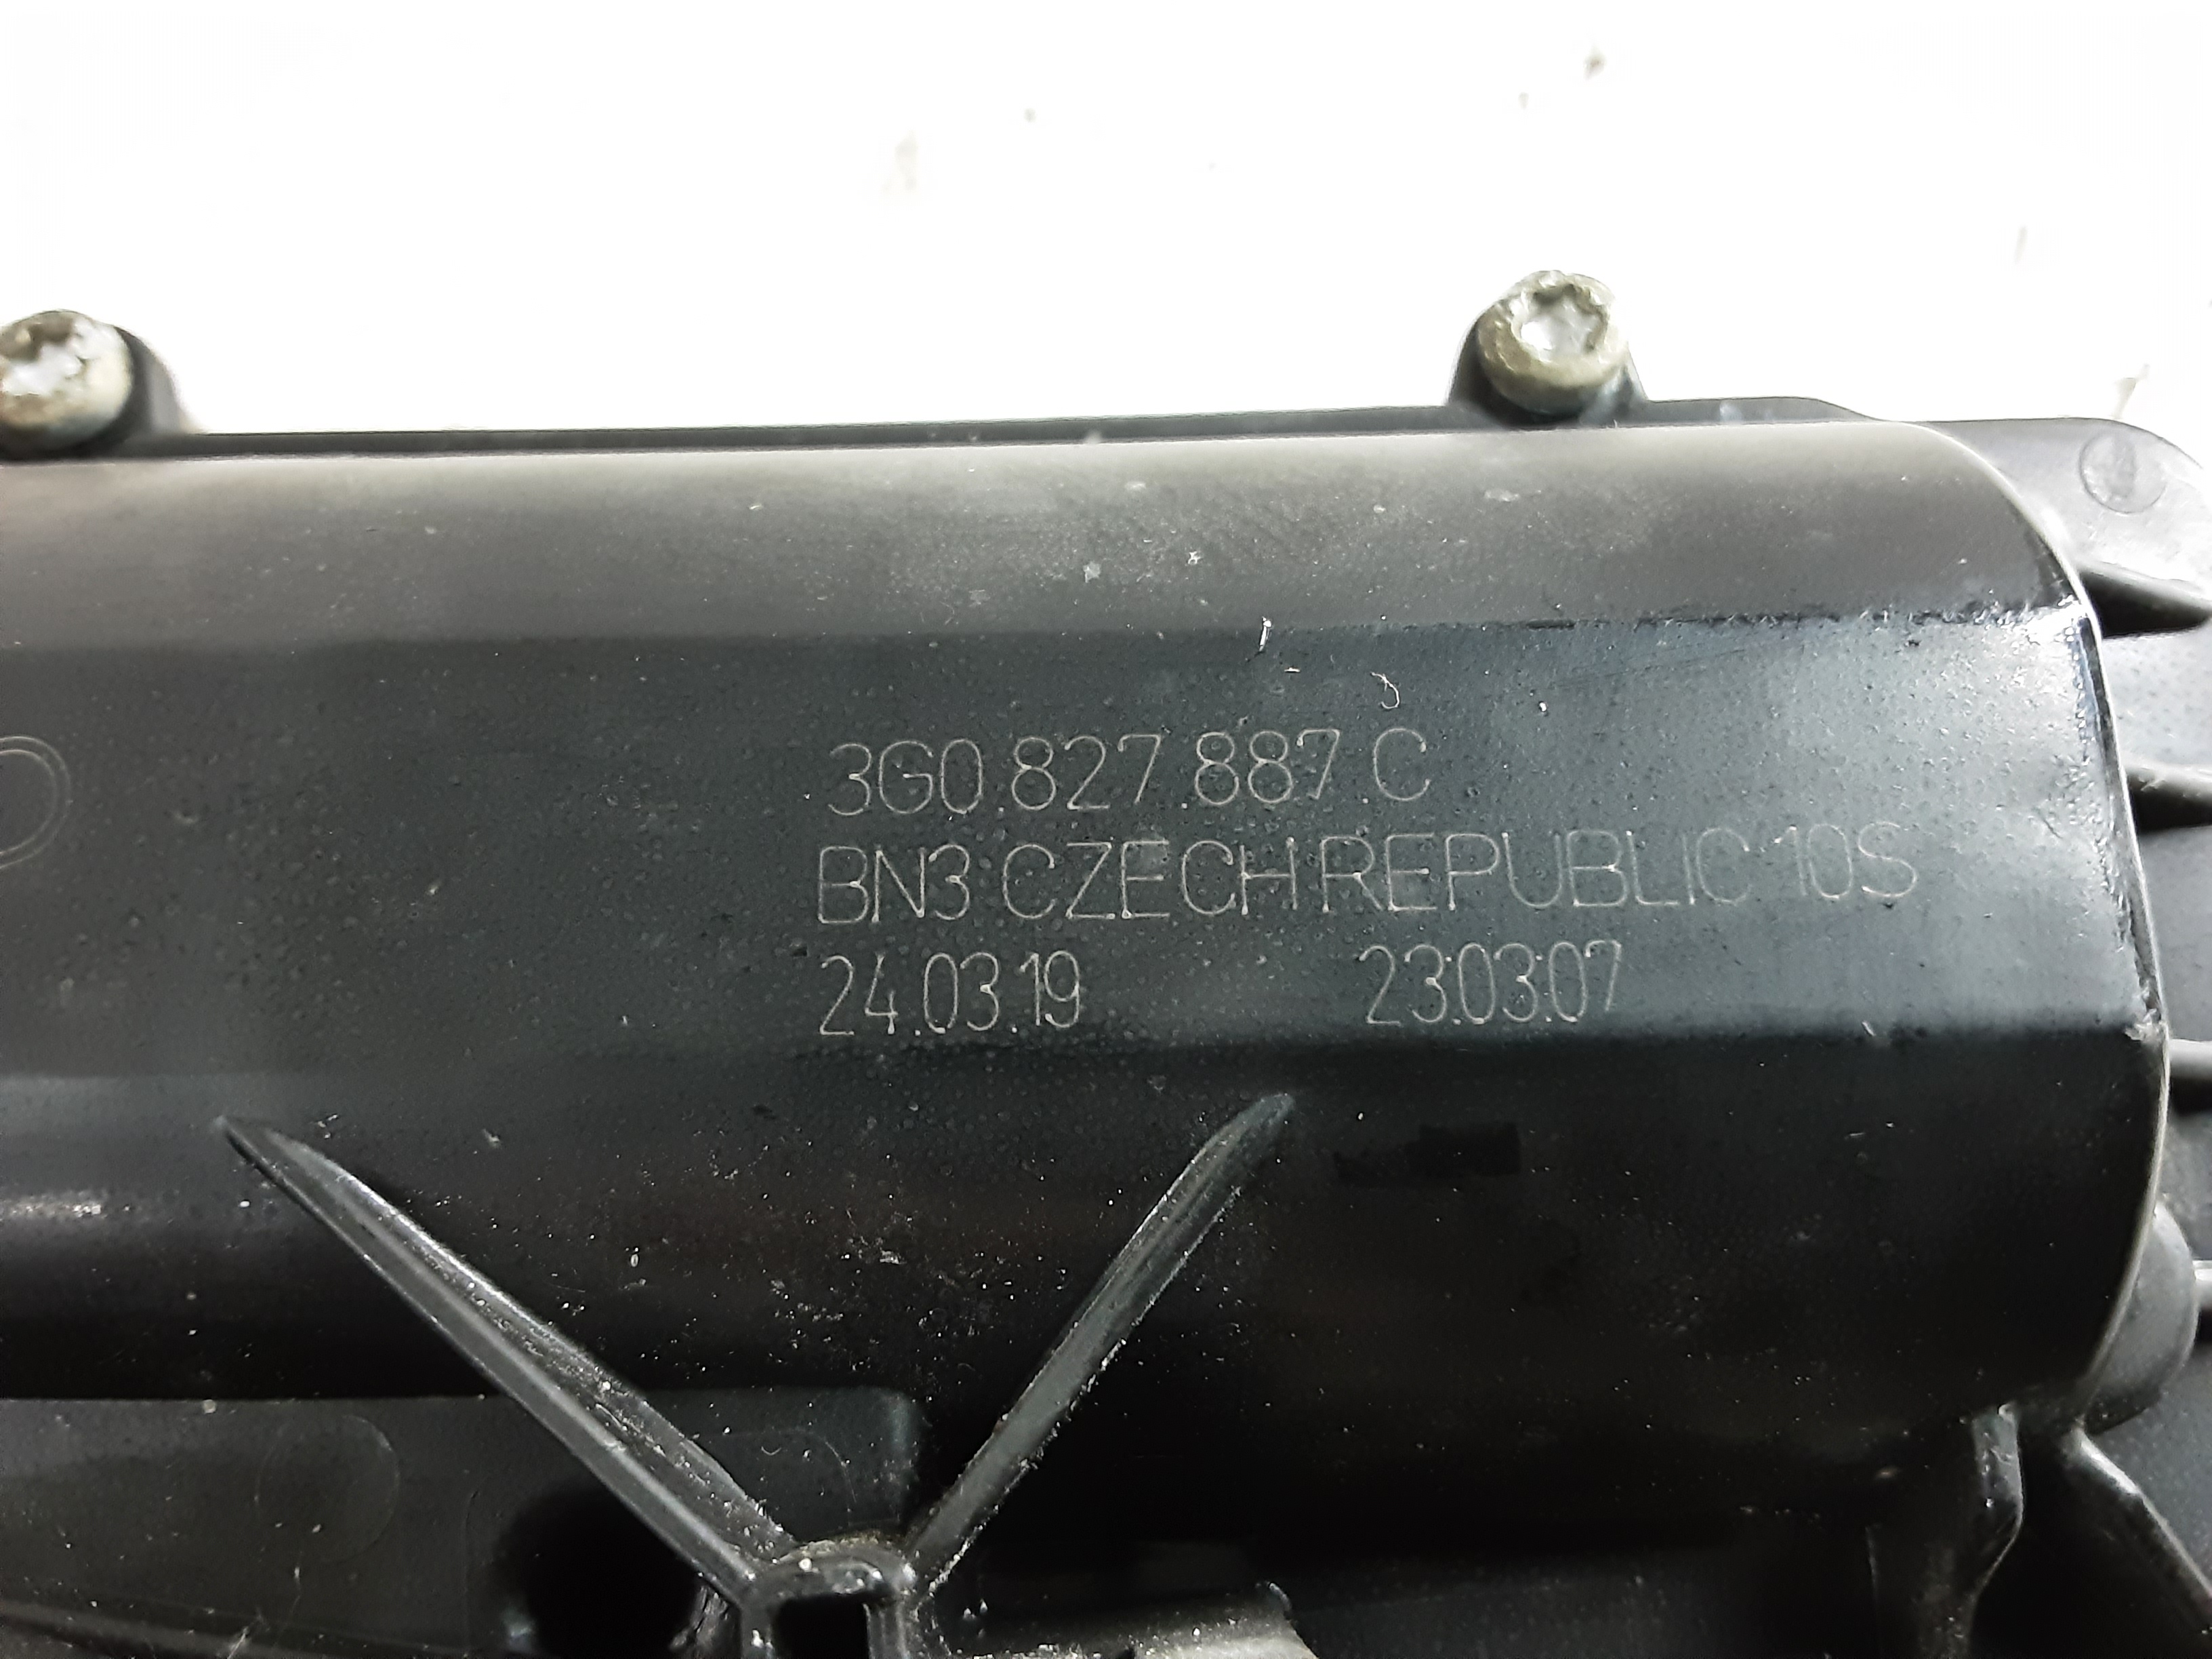 3G0.827.887.C
BN3 CZECH REPUBLIC 10S
24.03.19 23:03:07